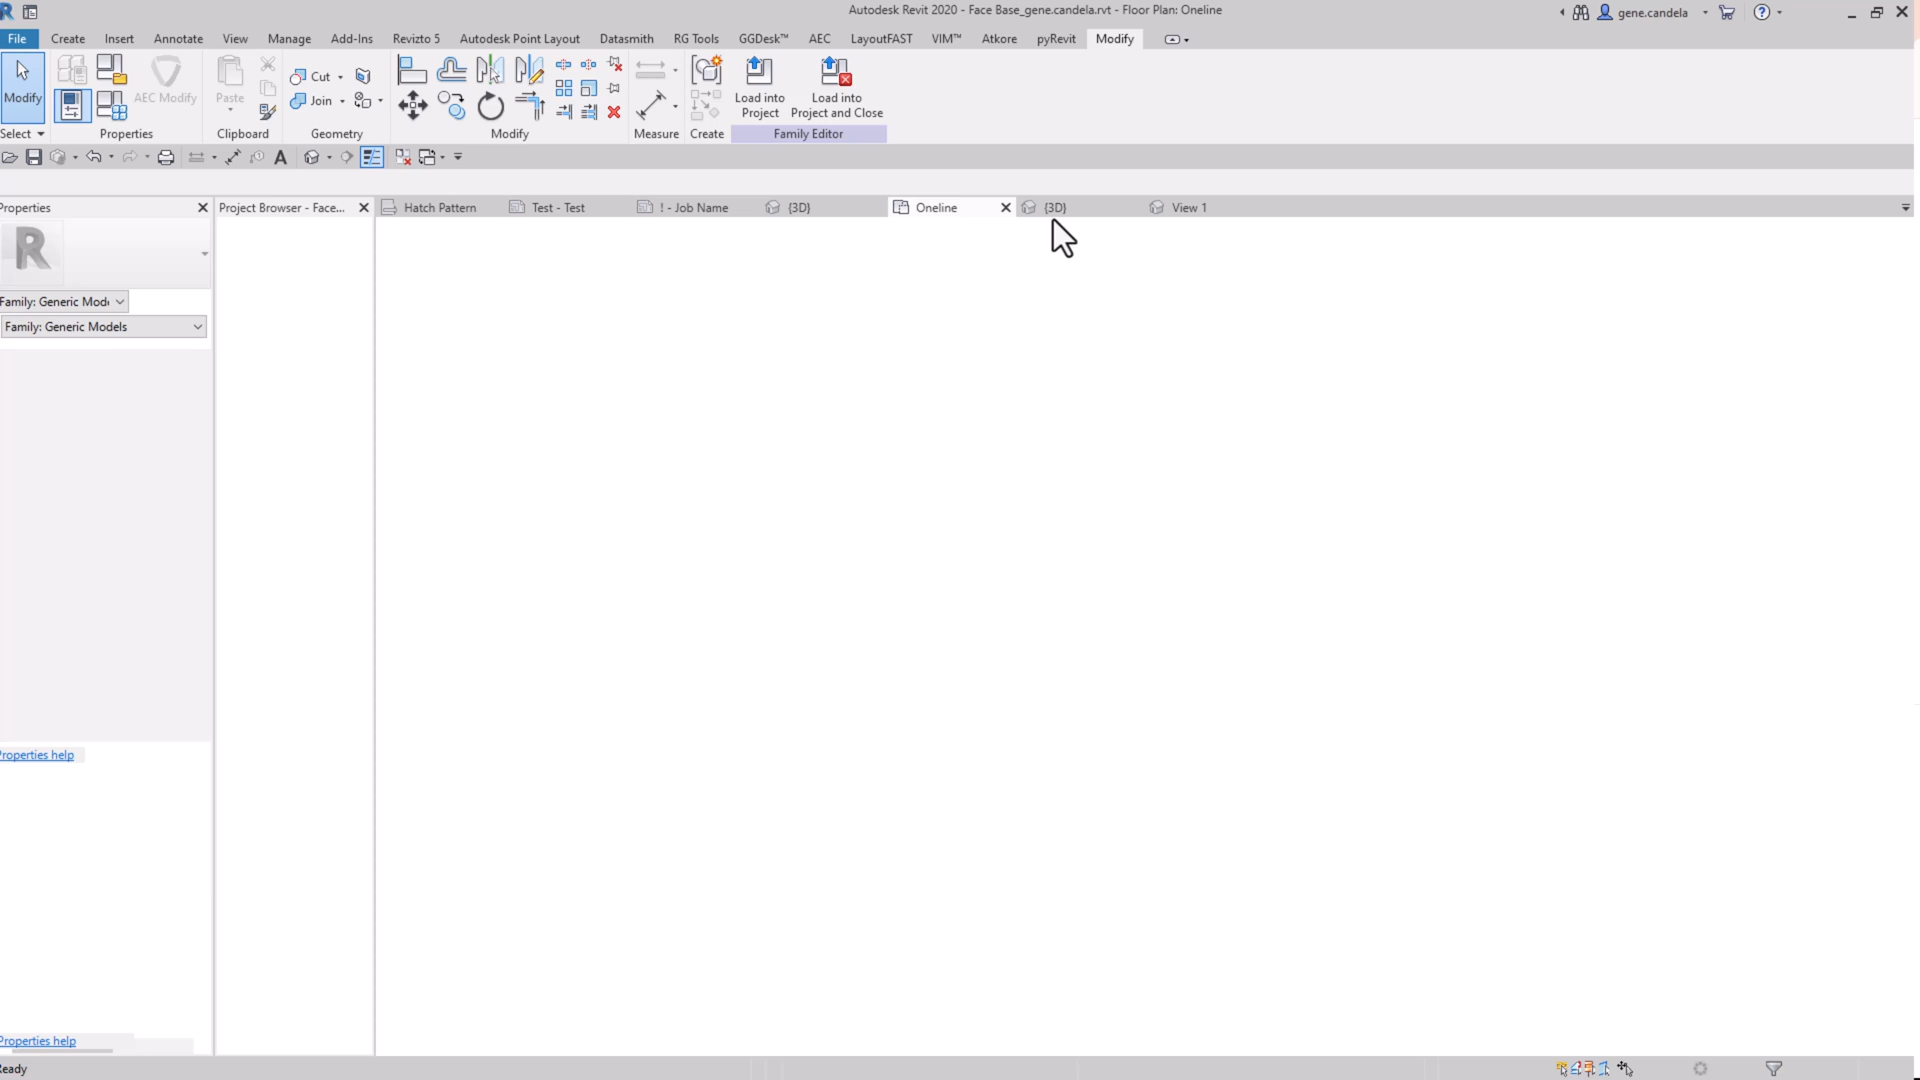 Autodesk Revit 2020 - Face Base_gene.candela.rvt - Floor Plan: Oneline
gene.candela
File Create Insert Annotate View Manage Add-Ins Revizto 5 Autodesk Point Layout Datasmith RG Tools GGDesk™ AEC LayoutFAST VIM™ Atkore pyRevit Modify
Modify
AEC Modify
Paste
Cut
Join
Load into
Project
Load into
Project and Close
Select Properties Clipboard Geometry Modify Measure Create Family Editor
Properties
Project Browser - Face...
Hatch Pattern
Test - Test
! - Job Name
{3D}
Oneline
{3D}
View 1
Family: Generic Mod
Family: Generic Models
Properties help
Properties help
Ready